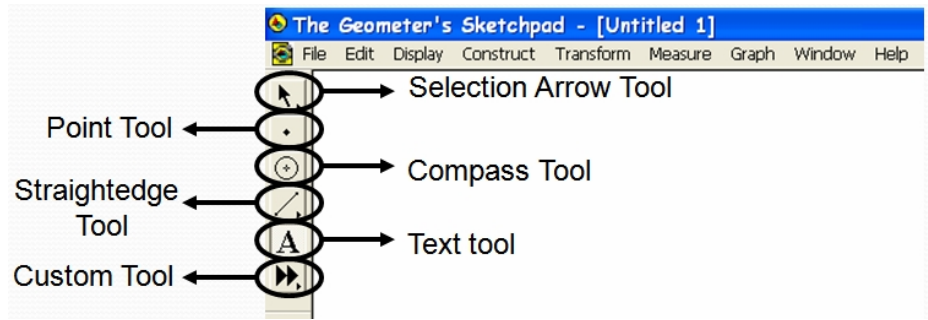 The Geometer's Sketchpad - [Untitled 1]
File Edit Display Construct Transform Measure Graph Window Help
Selection Arrow Tool
Point Tool
Compass Tool
Straightedge
Tool
A
Text tool
Custom Tool